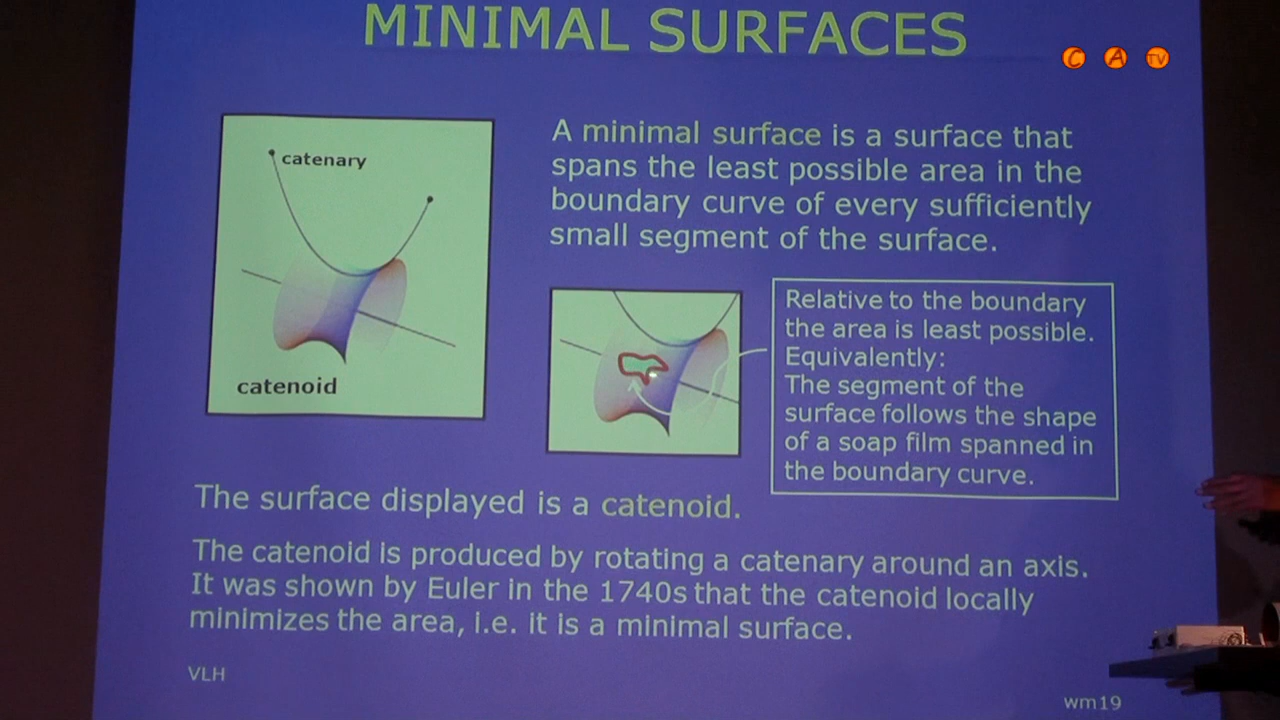 MINIMAL SURFACES
C A TV
catenary
catenoid
A minimal surface is a surface that
spans the least possible area in the
boundary curve of every sufficiently
small segment of the surface.
Relative to the boundary
the area is least possible.
Equivalently:
The segment of the
surface follows the shape
of a soap film spanned in
the boundary curve.
The surface displayed is a catenoid.
The catenoid is produced by rotating a catenary around an axis.
It was shown by Euler in the 1740s that the catenoid locally
minimizes the area, i.e. it is a minimal surface.
VLH
wm19